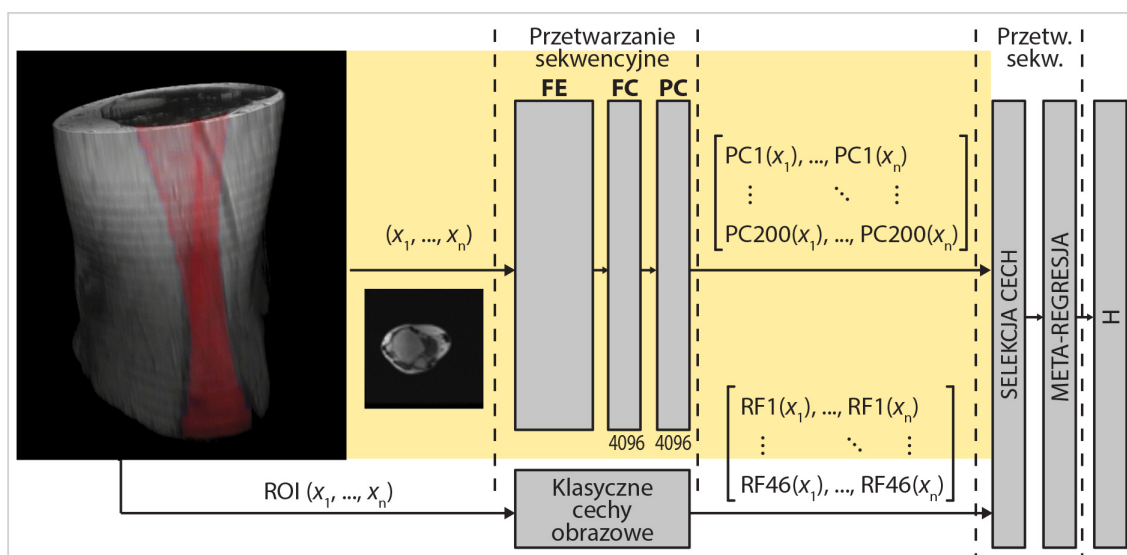 Przetwarzanie
sekwencyjne
FE FC PC
Przetw.
sekw.
(x₁, ..., xₙ)
PC1(x₁), ..., PC1(xₙ)
⋮ ⋱ ⋮
PC200(x₁), ..., PC200(xₙ)
4096 4096
RF1(x₁), ..., RF1(xₙ)
⋮ ⋱ ⋮
RF46(x₁), ..., RF46(xₙ)
ROI (x₁, ..., xₙ)
Klasyczne
cechy
obrazowe
SELEKCJA CECH
META-REGRESJA
H